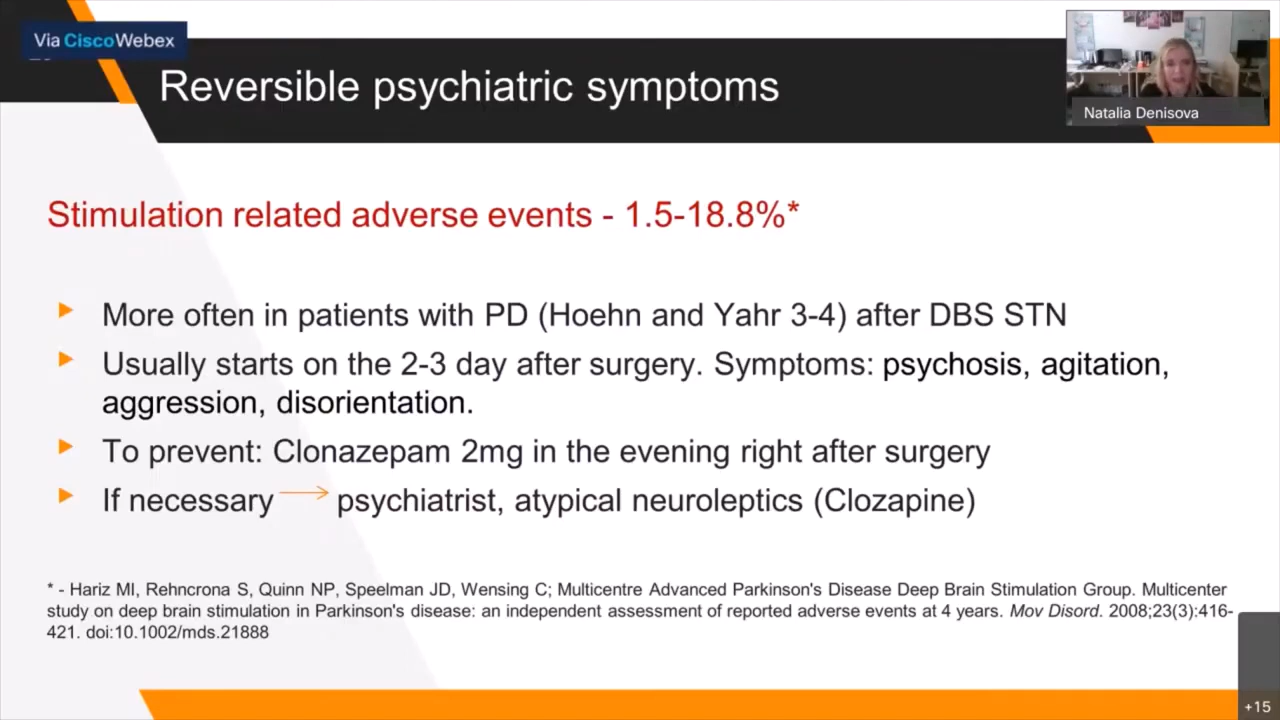 Via CiscoWebex
Reversible psychiatric symptoms
Natalia Denisova
Stimulation related adverse events - 1.5-18.8%*
More often in patients with PD (Hoehn and Yahr 3-4) after DBS STN
Usually starts on the 2-3 day after surgery. Symptoms: psychosis, agitation,
aggression, disorientation.
To prevent: Clonazepam 2mg in the evening right after surgery
If necessary → psychiatrist, atypical neuroleptics (Clozapine)
* - Hariz MI, Rehncrona S, Quinn NP, Speelman JD, Wensing C; Multicentre Advanced Parkinson's Disease Deep Brain Stimulation Group. Multicenter
study on deep brain stimulation in Parkinson's disease: an independent assessment of reported adverse events at 4 years. Mov Disord. 2008;23(3):416-
421. doi:10.1002/mds.21888
+15